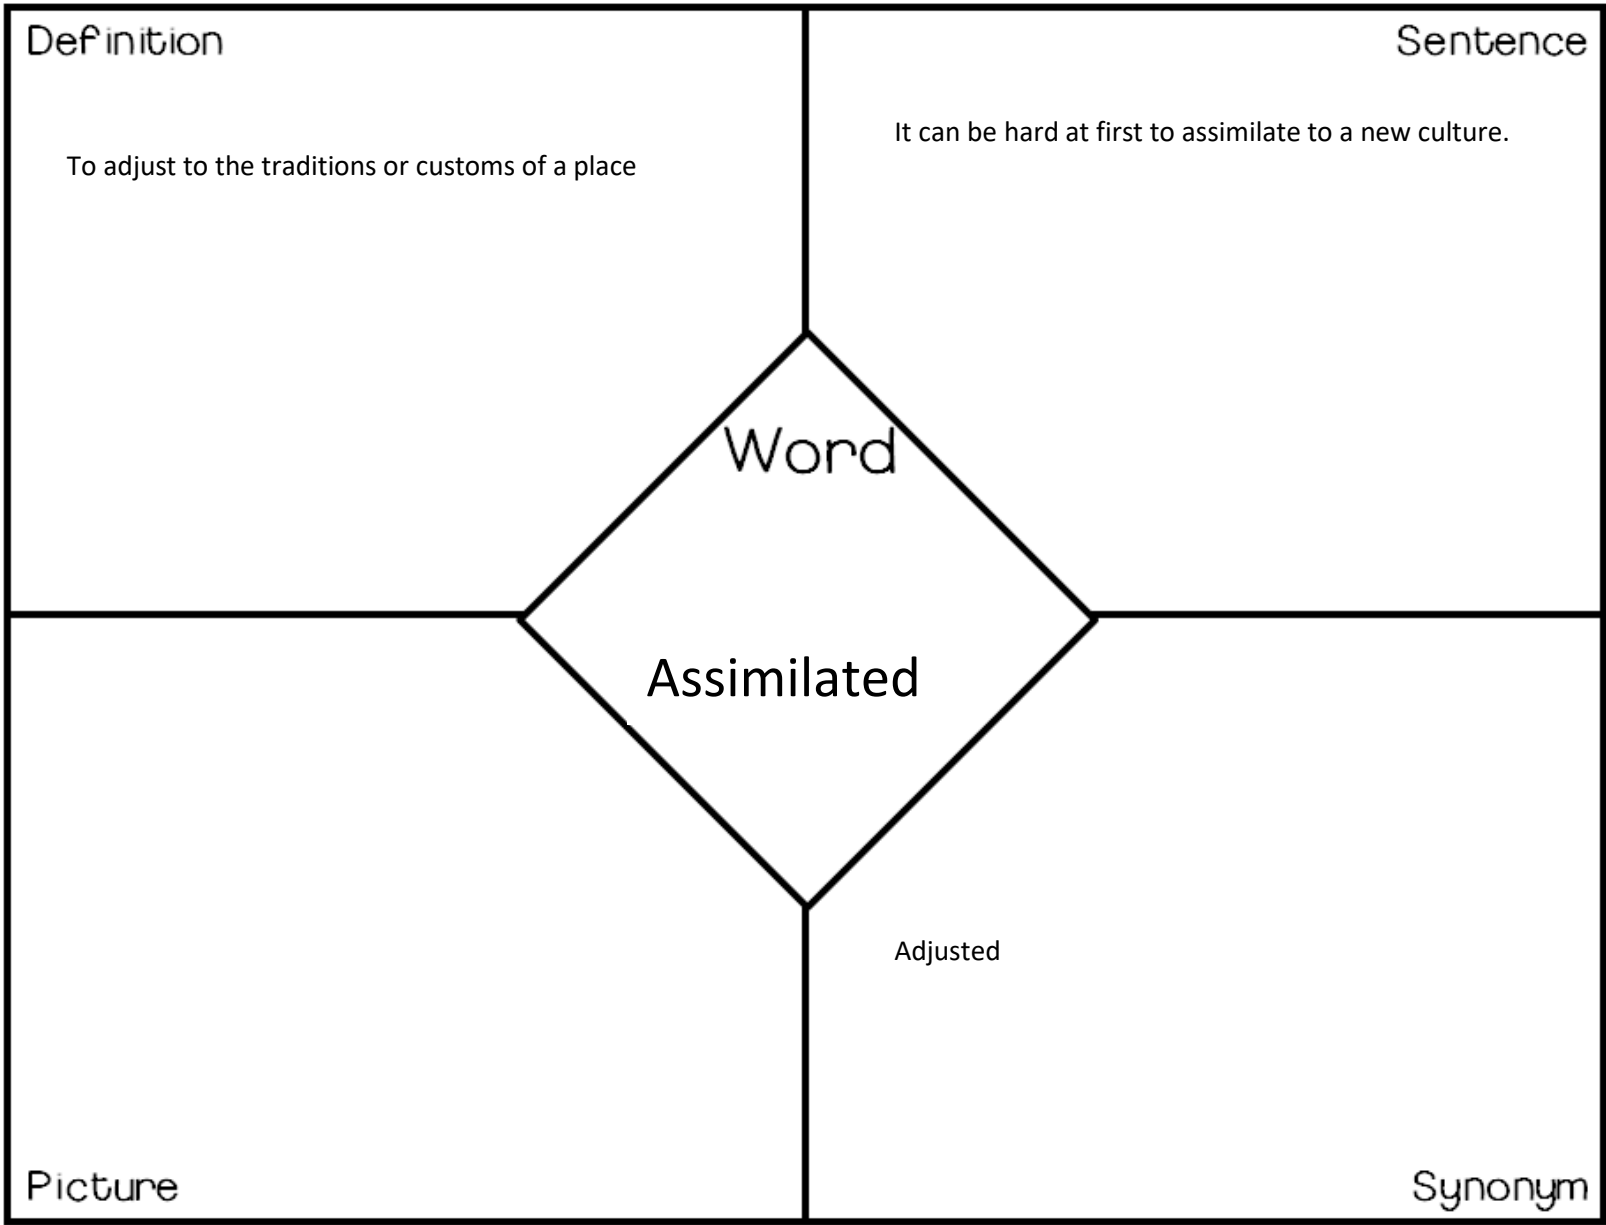 Definition
To adjust to the traditions or customs of a place
Sentence
It can be hard at first to assimilate to a new culture.
Word
Assimilated
Picture
Adjusted
Synonym